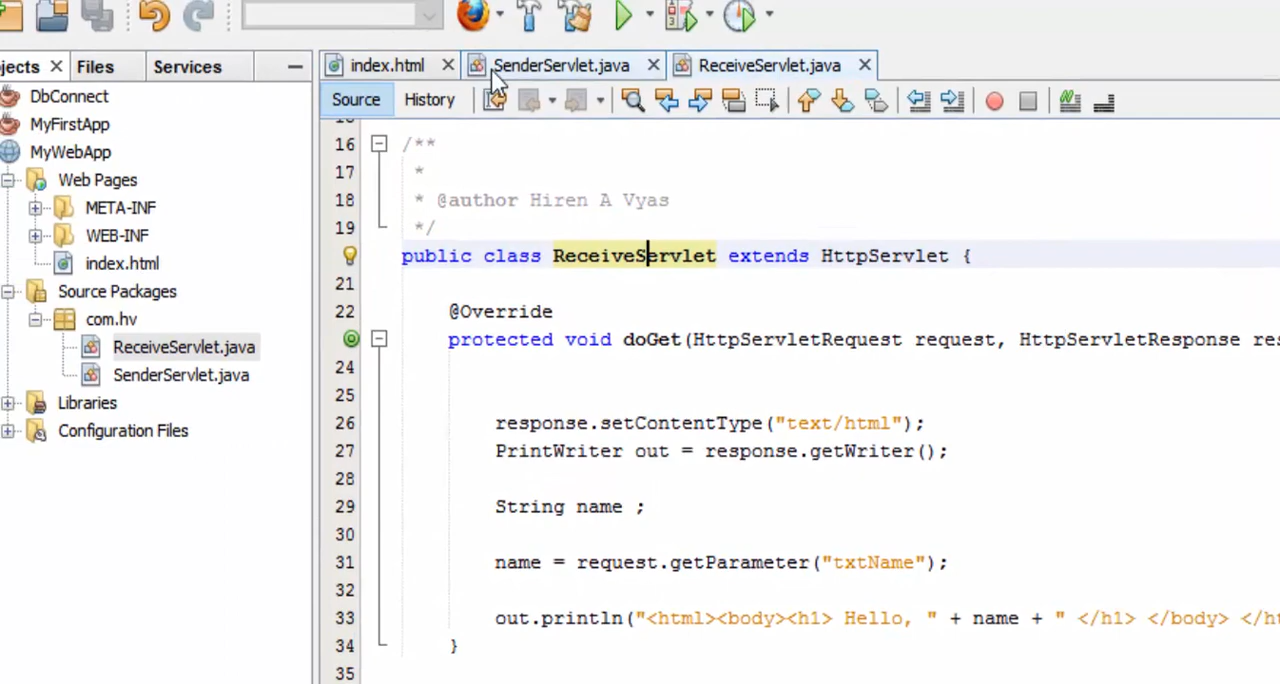 ojects Files Services
index.html SenderServlet.java ReceiveServlet.java
Source History
DbConnect
MyFirstApp
MyWebApp
Web Pages
META-INF
WEB-INF
index.html
Source Packages
com.hv
ReceiveServlet.java
SenderServlet.java
Libraries
Configuration Files
16 /**
17 *
18 * @author Hiren A Vyas
19 */
public class ReceiveServlet extends HttpServlet {
21
22 @Override
protected void doGet(HttpServletRequest request, HttpServletResponse res
24
25
26 response.setContentType("text/html");
27 PrintWriter out = response.getWriter();
28
29 String name ;
30
31 name = request.getParameter("txtName");
32
33 out.println("<html><body><h1> Hello, " + name + " </h1> </body> </ht
34 }
35